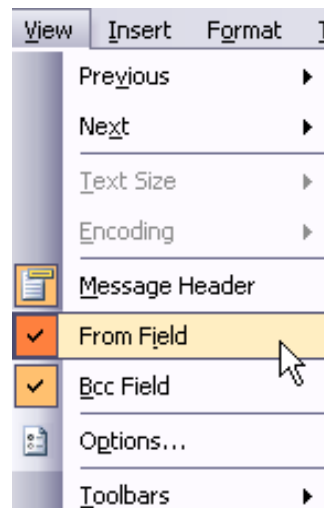 View Insert Format
Previous
Next
Text Size
Encoding
Message Header
From Field
Bcc Field
Options...
Toolbars